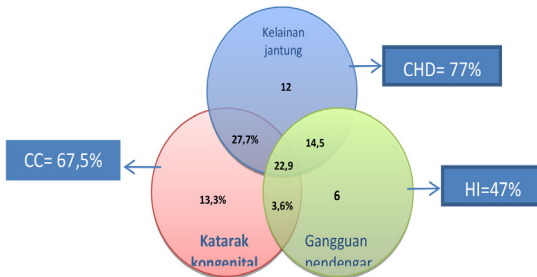 Kelainan
jantung
CHD= 77%
12
27,7%
14,5
CC= 67,5%
22,9
HI=47%
13,3%
3,6%
6
Katarak
kongenital
Gangguan
pendengar